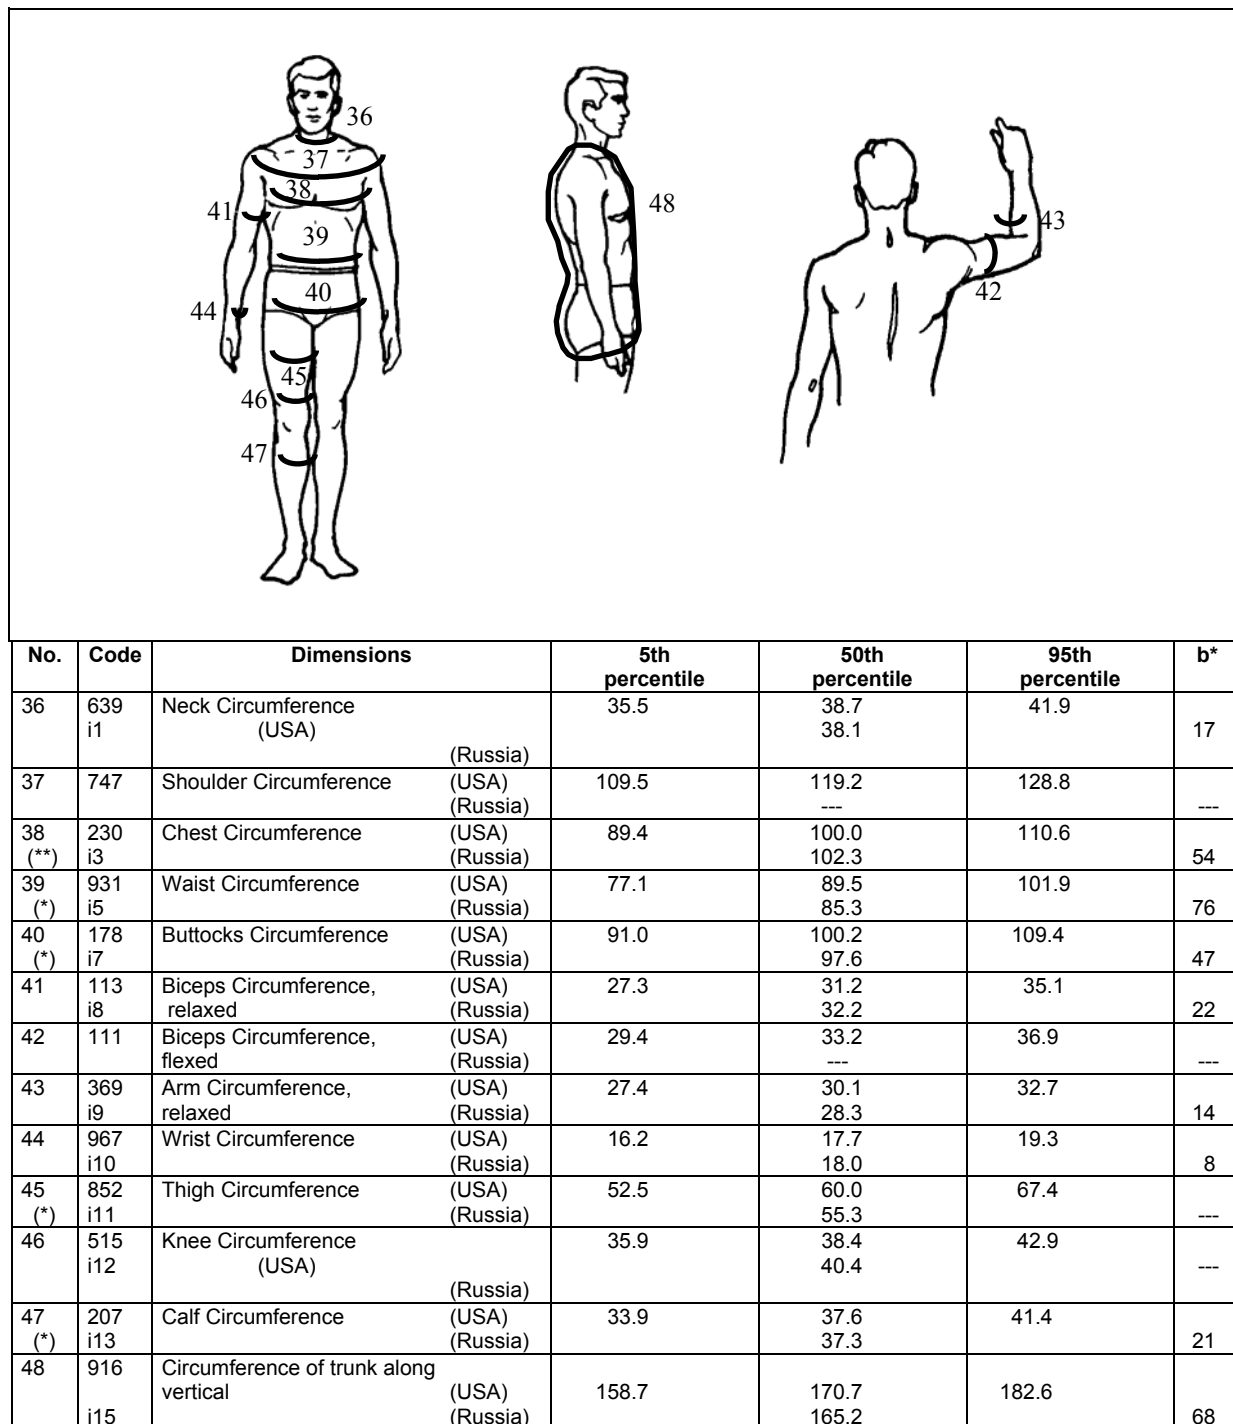 36
37
38
41
39
40
44
45
46
47
48
43
42
No. Code Dimensions 5th percentile 50th percentile 95th percentile b*
36 639 Neck Circumference 35.5 38.7 41.9
i1 (USA) 38.1 17
(Russia)
37 747 Shoulder Circumference (USA) 109.5 119.2 128.8
(Russia) --- ---
38 230 Chest Circumference (USA) 89.4 100.0 110.6
(**) i3 (Russia) 102.3 54
39 931 Waist Circumference (USA) 77.1 89.5 101.9
(*) i5 (Russia) 85.3 76
40 178 Buttocks Circumference (USA) 91.0 100.2 109.4
(*) i7 (Russia) 97.6 47
41 113 Biceps Circumference, (USA) 27.3 31.2 35.1
i8 relaxed (Russia) 32.2 22
42 111 Biceps Circumference, (USA) 29.4 33.2 36.9
flexed (Russia) --- ---
43 369 Arm Circumference, (USA) 27.4 30.1 32.7
i9 relaxed (Russia) 28.3 14
44 967 Wrist Circumference (USA) 16.2 17.7 19.3
i10 (Russia) 18.0 8
45 852 Thigh Circumference (USA) 52.5 60.0 67.4
(*) i11 (Russia) 55.3 ---
46 515 Knee Circumference 35.9 38.4 42.9
i12 (USA) 40.4 ---
(Russia)
47 207 Calf Circumference (USA) 33.9 37.6 41.4
(*) i13 (Russia) 37.3 21
48 916 Circumference of trunk along
vertical (USA) 158.7 170.7 182.6
i15 (Russia) 165.2 68